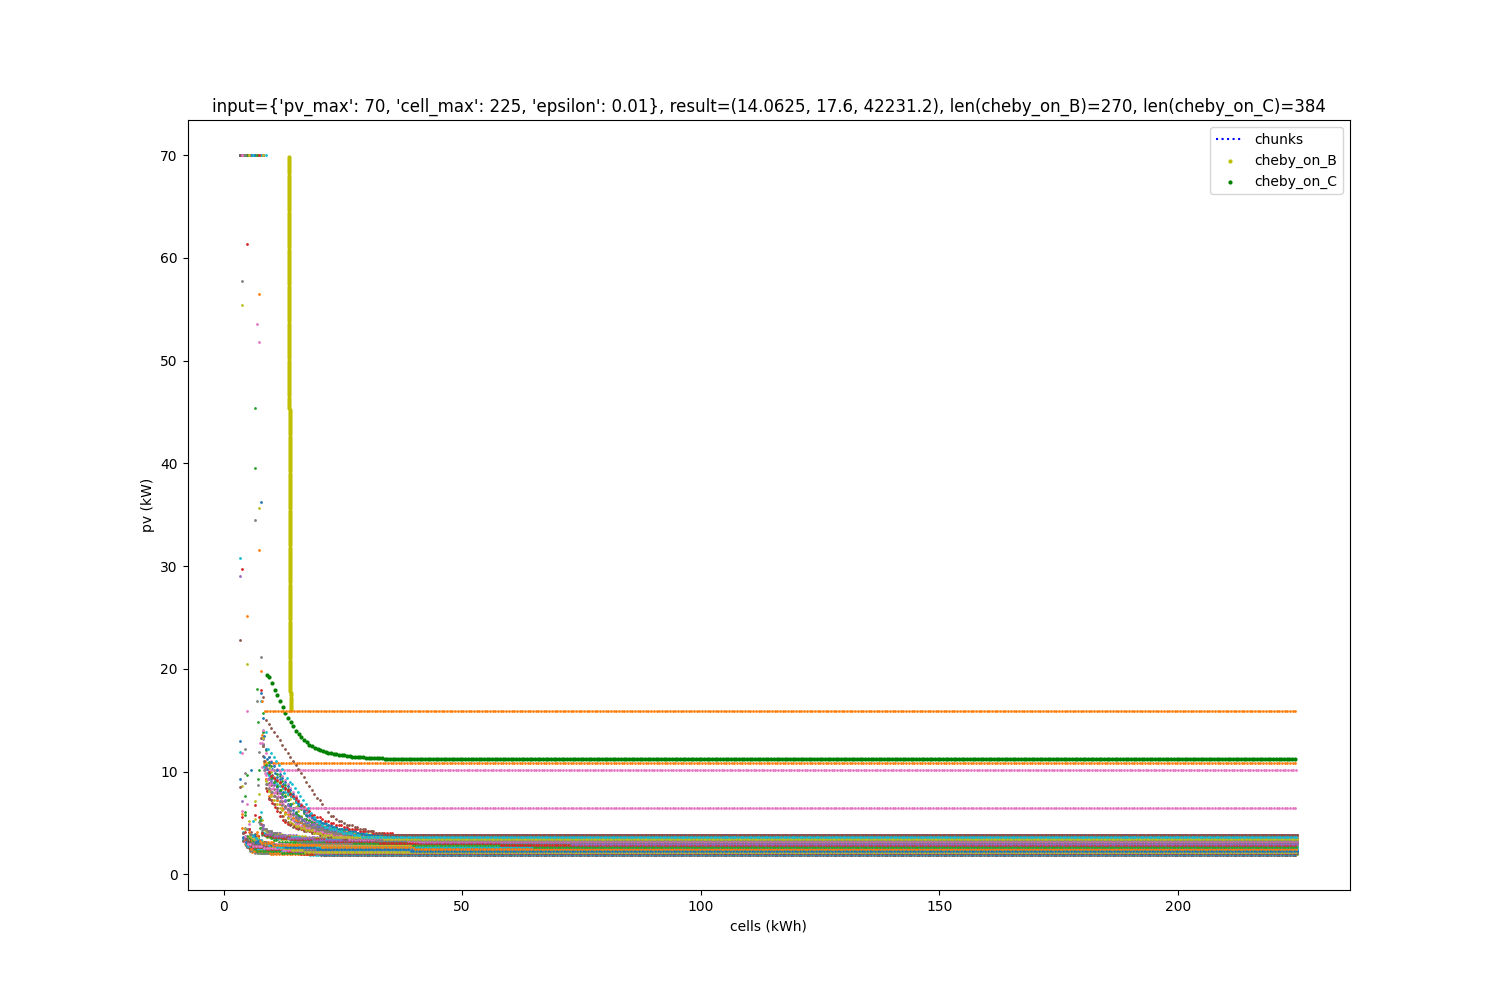 input={'pv_max': 70, 'cell_max': 225, 'epsilon': 0.01}, result=(14.0625, 17.6, 42231.2), len(cheby_on_B)=270, len(cheby_on_C)=384
chunks
cheby_on_B
cheby_on_C
70
60
50
40
30
20
10
0
pv (kW)
0 50 100 150 200
cells (kWh)